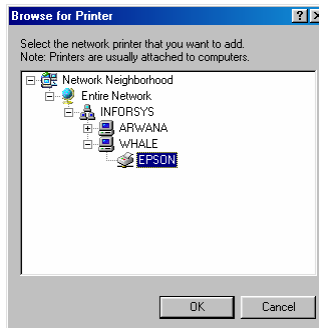 Browse for Printer
Select the network printer that you want to add.
Note: Printers are usually attached to computers.
Network Neighborhood
Entire Network
INFORSYS
ARWANA
WHALE
EPSON
OK Cancel